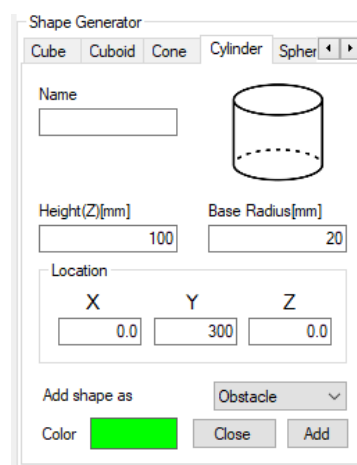 Shape Generator
Cube Cuboid Cone Cylinder Spher
Name
Height(Z)[mm] Base Radius[mm]
100 20
Location
X Y Z
0.0 300 0.0
Add shape as Obstacle
Color Close Add